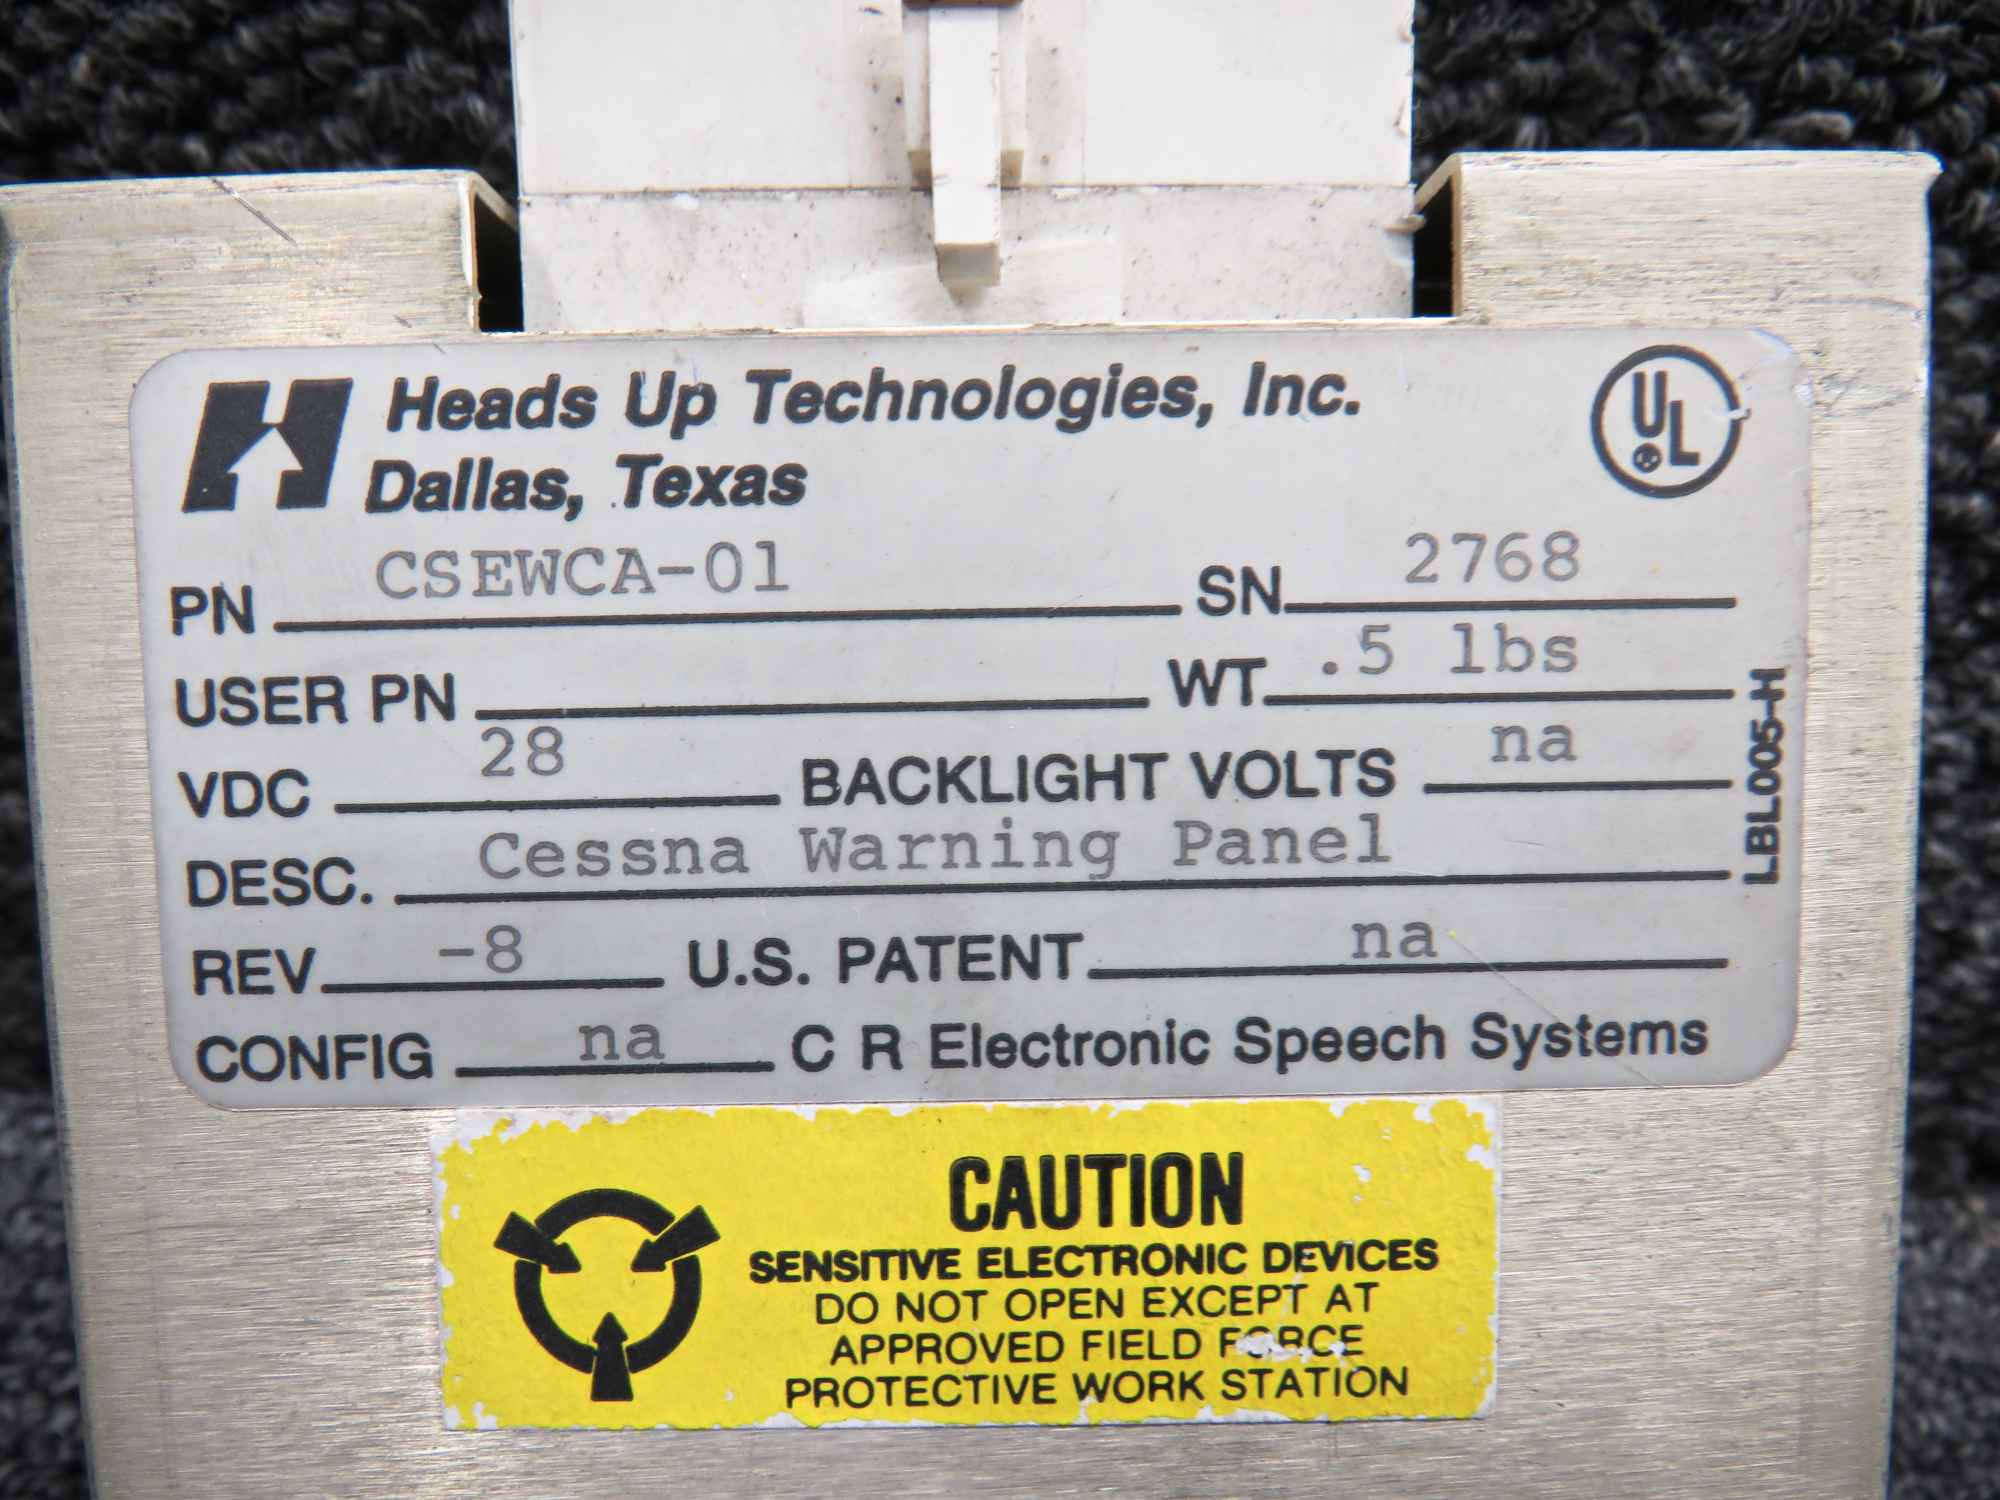 Heads Up Technologies, Inc.
Dallas, Texas
UL
PN CSEWCA-01 SN 2768
USER PN WT .5 lbs
VDC 28 BACKLIGHT VOLTS na
DESC. Cessna Warning Panel
REV -8 U.S. PATENT na
CONFIG na C R Electronic Speech Systems
LBL005-H
CAUTION
SENSITIVE ELECTRONIC DEVICES
DO NOT OPEN EXCEPT AT
APPROVED FIELD FORCE
PROTECTIVE WORK STATION